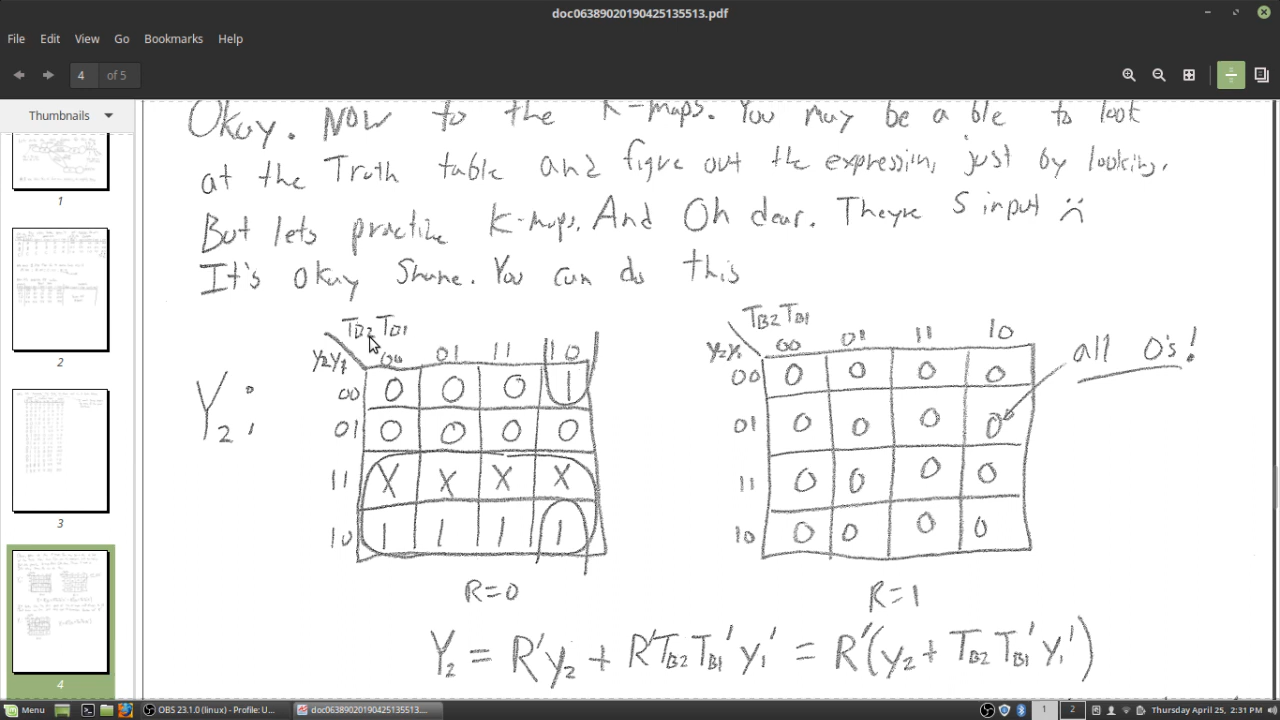 doc06389020190425135513.pdf
File Edit View Go Bookmarks Help
4 of 5
Thumbnails
1
2
3
4
Okay. Now to the K-maps. You may be able to look
at the Truth table and figure out the expression, just by looking.
But lets practice K-maps. And Oh dear. Theyre 5 input :(
It's okay Shane. You can do this
Y2:
TB2 TB1
y2y1 00 01 11 10
00 0 0 0 1
01 0 0 0 0
11 X X X X
10 1 1 1 1
R=0
TB2 TB1
y2y1 00 01 11 10
00 0 0 0 0
01 0 0 0 0
11 0 0 0 0
10 0 0 0 0
R=1
all 0's!
Y2 = R'y2 + R'TB2TB1'y1' = R'(y2 + TB2TB1'y1')
Menu
OBS 23.1.0 (linux) - Profile: U...
doc06389020190425135513....
1 2
Thursday April 25, 2:31 PM